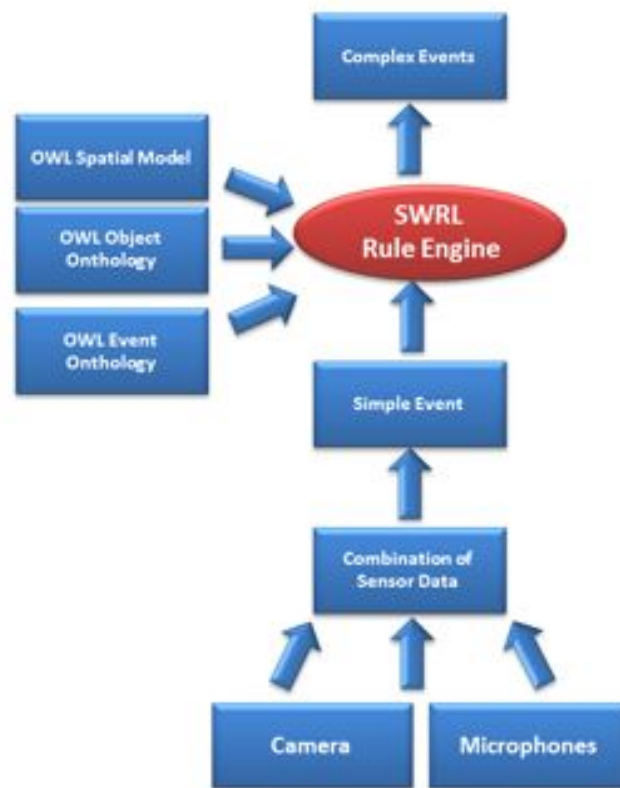 Complex Events
OWL Spatial Model
OWL Object
Onthology
OWL Event
Onthology
SWRL
Rule Engine
Simple Event
Combination of
Sensor Data
Camera
Microphones